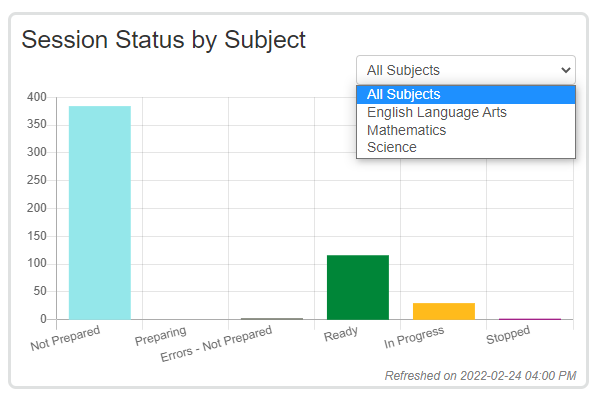 Session Status by Subject
All Subjects
All Subjects
English Language Arts
Mathematics
Science
400
350
300
250
200
150
100
50
0
Not Prepared
Preparing
Errors - Not Prepared
Ready
In Progress
Stopped
Refreshed on 2022-02-24 04:00 PM